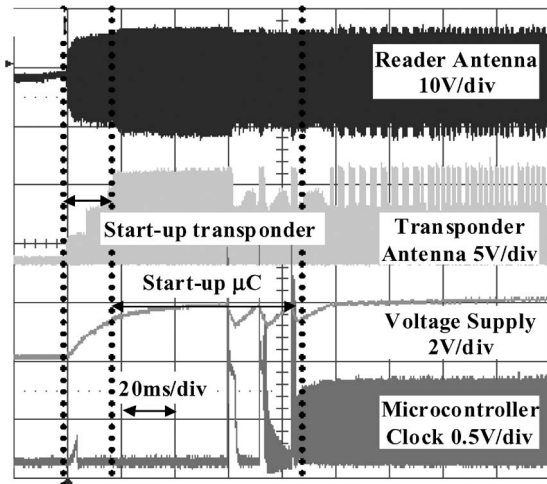 Reader Antenna
10V/div
Start-up transponder
Transponder
Antenna 5V/div
Start-up µC
Voltage Supply
2V/div
20ms/div
Microcontroller
Clock 0.5V/div